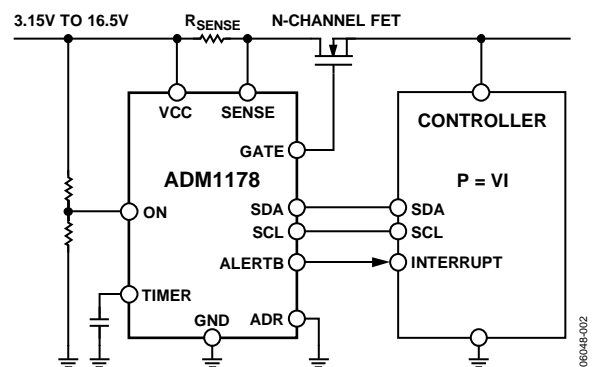 3.15V TO 16.5V
RSENSE
N-CHANNEL FET
VCC
SENSE
CONTROLLER
GATE
ADM1178
P = VI
ON
SDA
SDA
SCL
SCL
ALERTB
INTERRUPT
TIMER
GND
ADR
06048-002